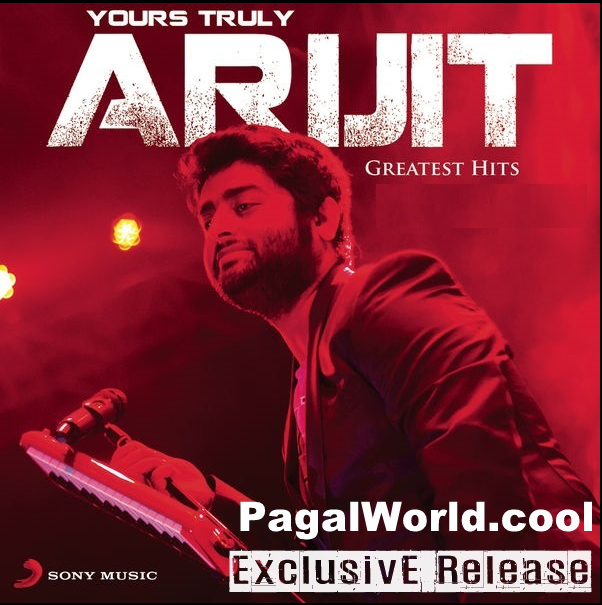 YOURS TRULY
ARIJIT
GREATEST HITS
PagalWorld.cool
ExclusivE Release
SONY MUSIC